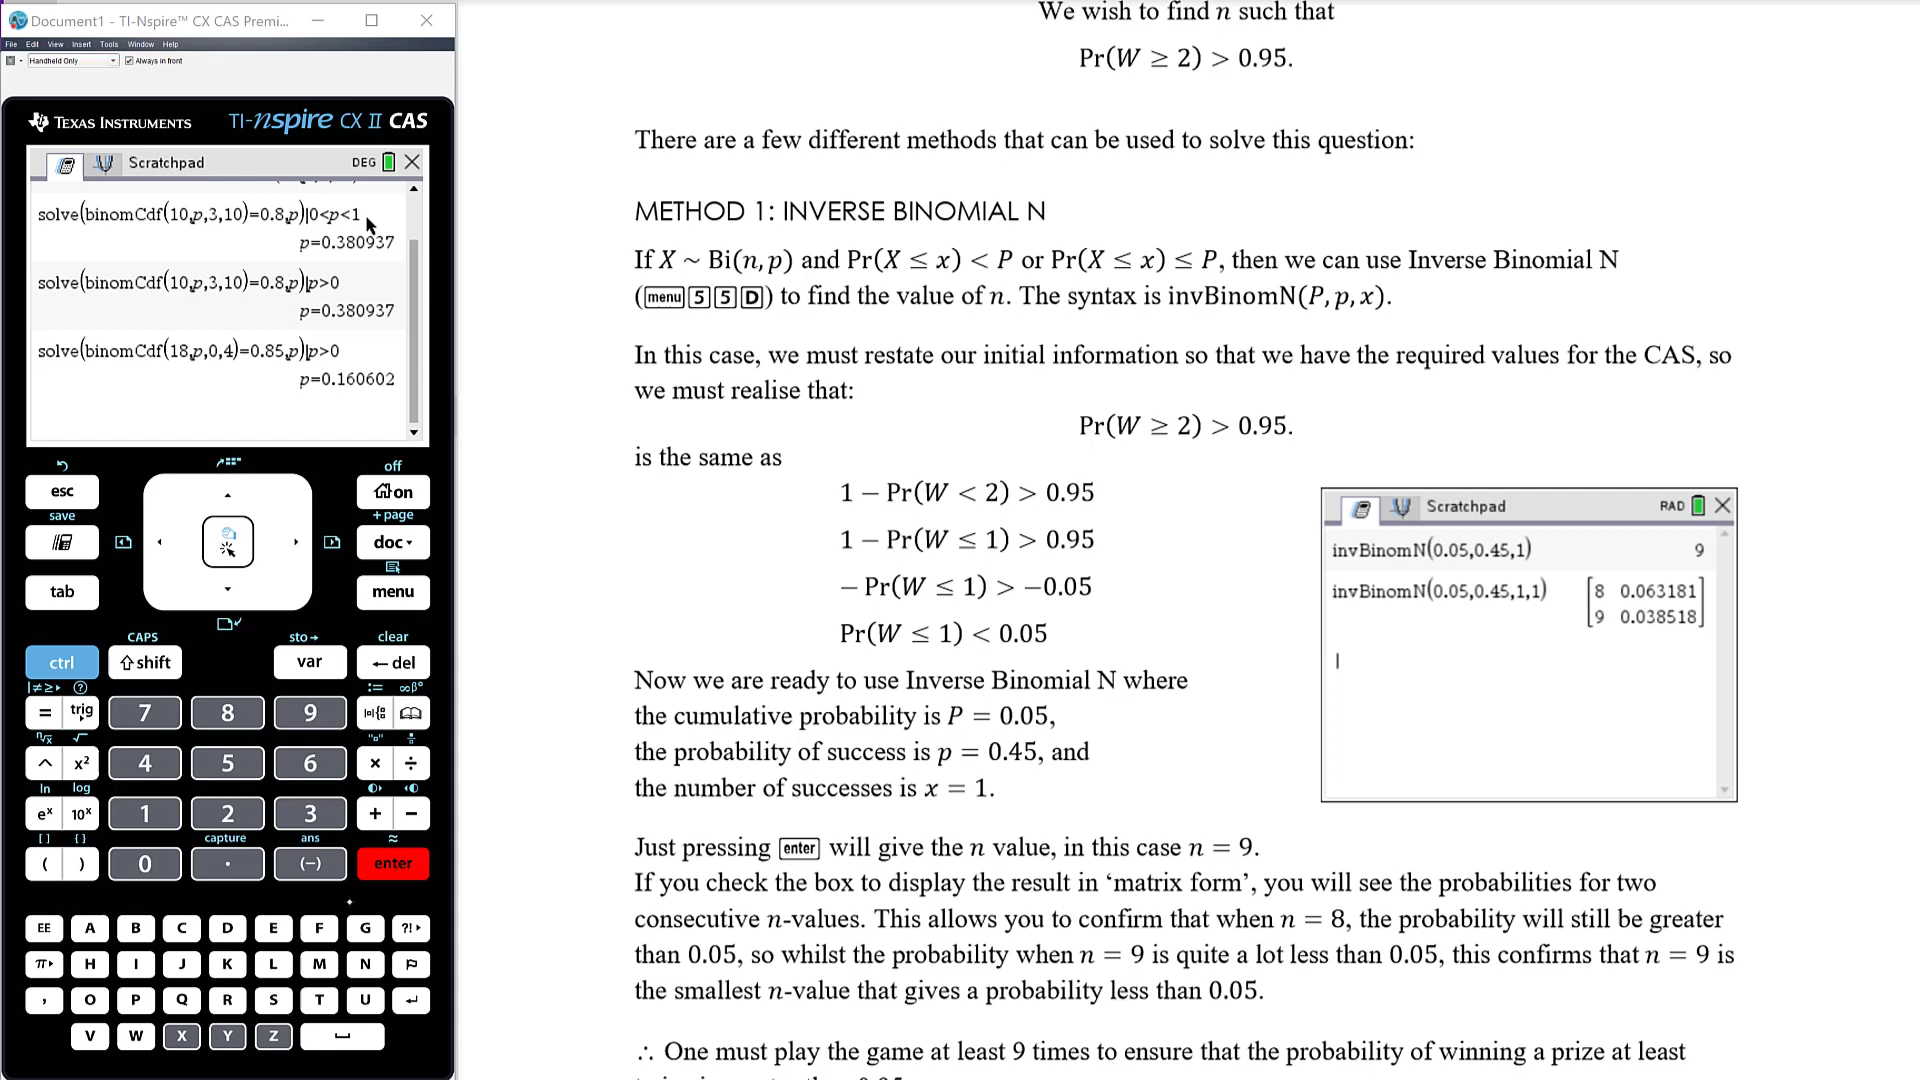 Document1 - TI-Nspire™ CX CAS Premi...
File Edit View Insert Tools Window Help
Handheld Only Always in front
TEXAS INSTRUMENTS TI-nspire CX II CAS
Scratchpad DEG
solve(binomCdf(10,p,3,10)=0.8,p)|0<p<1
p=0.380937
solve(binomCdf(10,p,3,10)=0.8,p)|p>0
p=0.380937
solve(binomCdf(18,p,0,4)=0.85,p)|p>0
p=0.160602
off
esc on
save + page
doc
tab menu
CAPS sto→ clear
ctrl ⇧shift var ←del
|≠≥▸ ? := ∞β°
= trig 7 8 9
ⁿ√x √ "▫"
^ x² 4 5 6 × ÷
ln log
eˣ 10ˣ 1 2 3 + −
[] {} capture ans ≈
( ) 0 . (−) enter
EE A B C D E F G ?!▸
π▸ H I J K L M N
, O P Q R S T U ↵
V W X Y Z
We wish to find n such that
Pr(W ≥ 2) > 0.95.
There are a few different methods that can be used to solve this question:
METHOD 1: INVERSE BINOMIAL N
If X ~ Bi(n, p) and Pr(X ≤ x) < P or Pr(X ≤ x) ≤ P, then we can use Inverse Binomial N
(menu 5 5 D) to find the value of n. The syntax is invBinomN(P, p, x).
In this case, we must restate our initial information so that we have the required values for the CAS, so
we must realise that:
Pr(W ≥ 2) > 0.95.
is the same as
1 − Pr(W < 2) > 0.95
1 − Pr(W ≤ 1) > 0.95
− Pr(W ≤ 1) > −0.05
Pr(W ≤ 1) < 0.05
Now we are ready to use Inverse Binomial N where
the cumulative probability is P = 0.05,
the probability of success is p = 0.45, and
the number of successes is x = 1.
Scratchpad RAD
invBinomN(0.05,0.45,1) 9
invBinomN(0.05,0.45,1,1) [8 0.063181
9 0.038518]
Just pressing enter will give the n value, in this case n = 9.
If you check the box to display the result in ‘matrix form’, you will see the probabilities for two
consecutive n-values. This allows you to confirm that when n = 8, the probability will still be greater
than 0.05, so whilst the probability when n = 9 is quite a lot less than 0.05, this confirms that n = 9 is
the smallest n-value that gives a probability less than 0.05.
∴ One must play the game at least 9 times to ensure that the probability of winning a prize at least